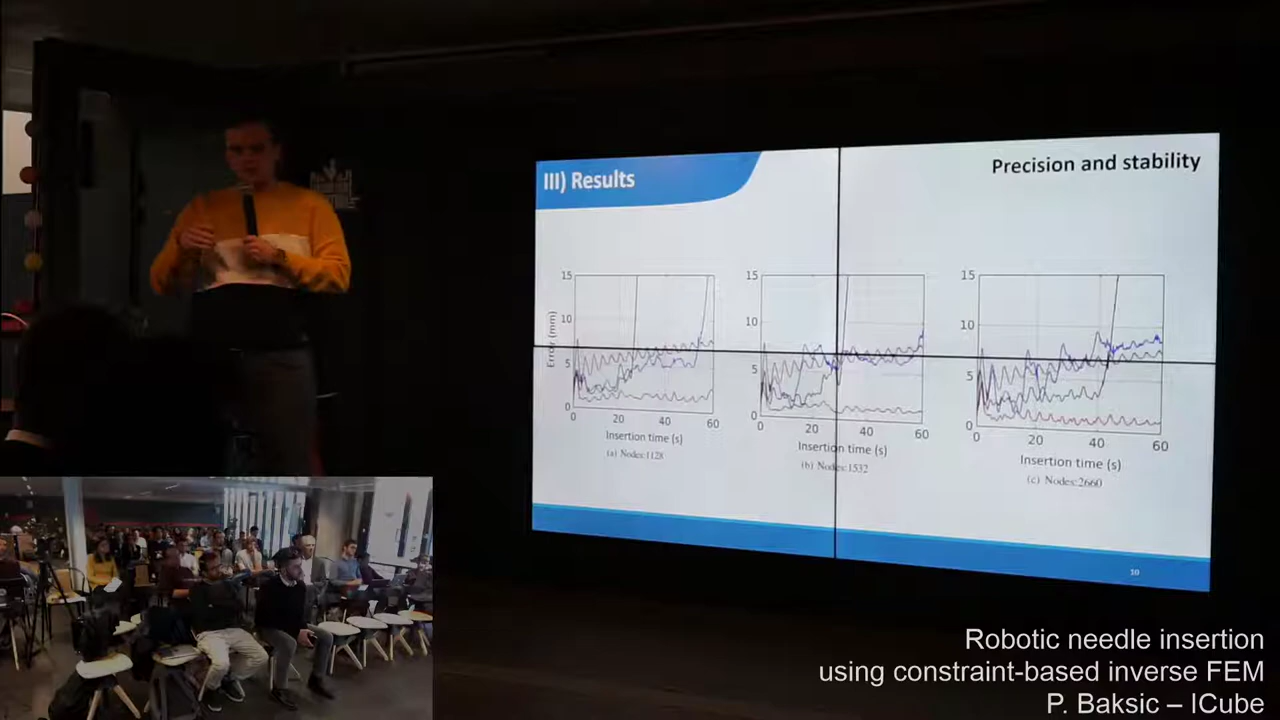 III) Results
Precision and stability
15
10
5
0
Error (mm)
0 20 40 60
Insertion time (s)
(a) Nodes:1128
15
10
5
0
0 20 40 60
Insertion time (s)
(b) Nodes:1532
15
10
5
0
0 20 40 60
Insertion time (s)
(c) Nodes:2660
10
Robotic needle insertion
using constraint-based inverse FEM
P. Baksic – ICube